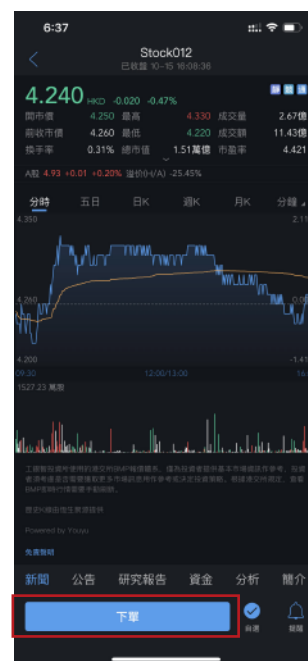 6:37
Stock012
已收盤 10-15 16:08:36
4.240 HKD -0.020 -0.47%
開市價 4.250 最高 4.330 成交量 2.67億
前收市價 4.260 最低 4.220 成交額 11.43億
換手率 0.31% 總市值 1.51萬億 市盈率 4.421
A股 4.93 +0.01 +0.20% 溢價(H/A) -25.45%
分時 五日 日K 週K 月K 分鐘
4.350 2.11
4.260 0.00
4.200 -1.41
09:30 12:00/13:00 16:
1527.23 萬股
Powered by Youyu
免責聲明
新聞 公告 研究報告 資金 分析 簡介
下單
自選 提醒